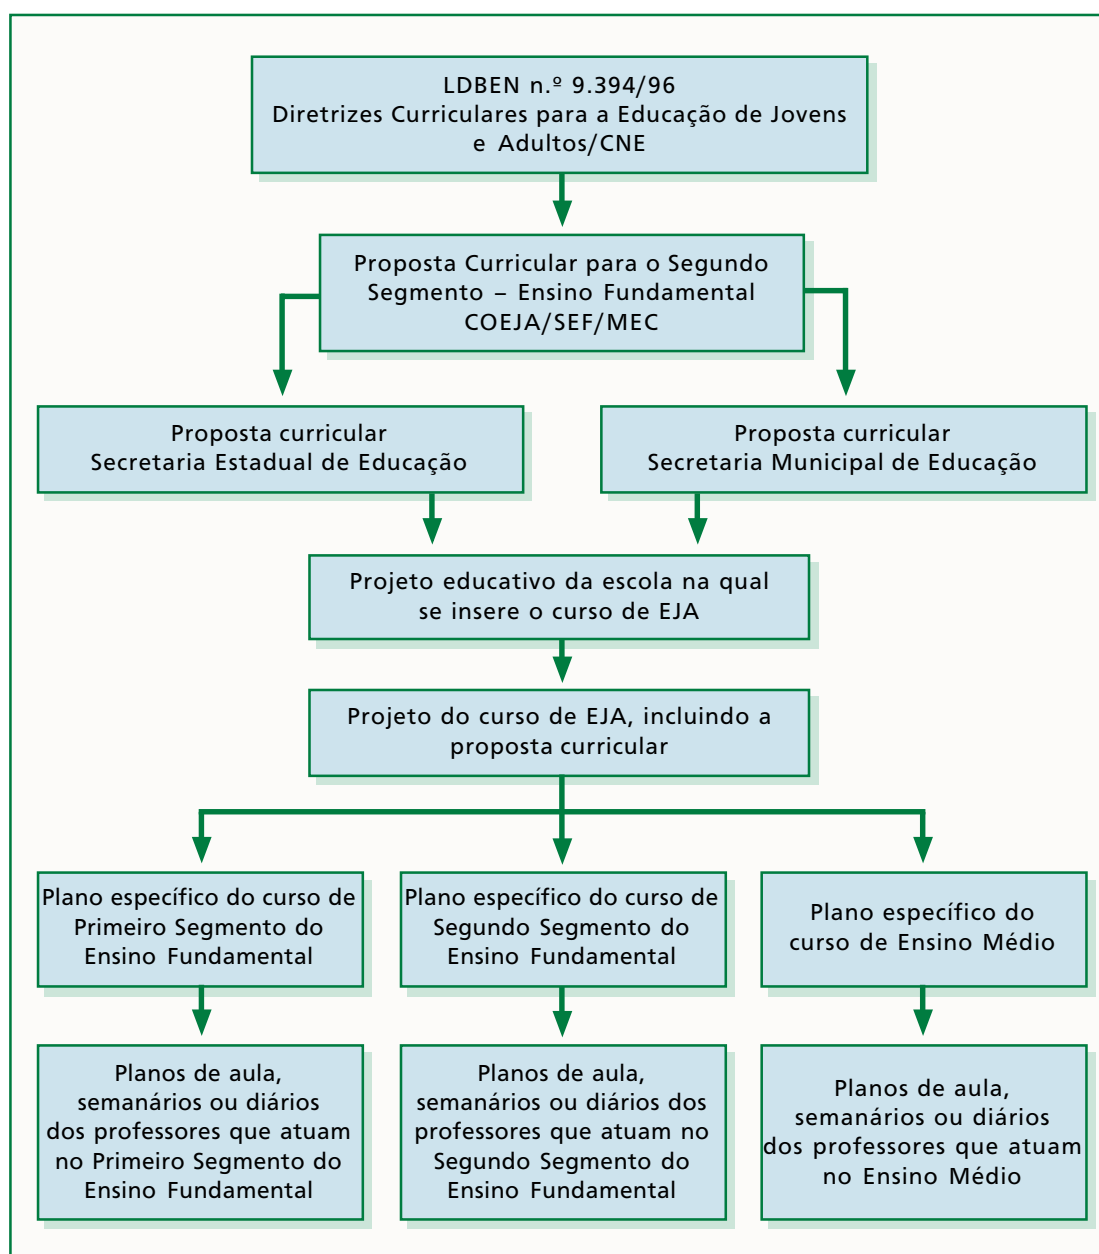 LDBEN n.º 9.394/96
Diretrizes Curriculares para a Educação de Jovens
e Adultos/CNE
Proposta Curricular para o Segundo
Segmento – Ensino Fundamental
COEJA/SEF/MEC
Proposta curricular
Secretaria Estadual de Educação
Proposta curricular
Secretaria Municipal de Educação
Projeto educativo da escola na qual
se insere o curso de EJA
Projeto do curso de EJA, incluindo a
proposta curricular
Plano específico do curso de
Primeiro Segmento do
Ensino Fundamental
Plano específico do curso de
Segundo Segmento do
Ensino Fundamental
Plano específico do
curso de Ensino Médio
Planos de aula,
semanários ou diários
dos professores que atuam
no Primeiro Segmento do
Ensino Fundamental
Planos de aula,
semanários ou diários dos
professores que atuam no
Segundo Segmento do
Ensino Fundamental
Planos de aula,
semanários ou diários
dos professores que atuam
no Ensino Médio